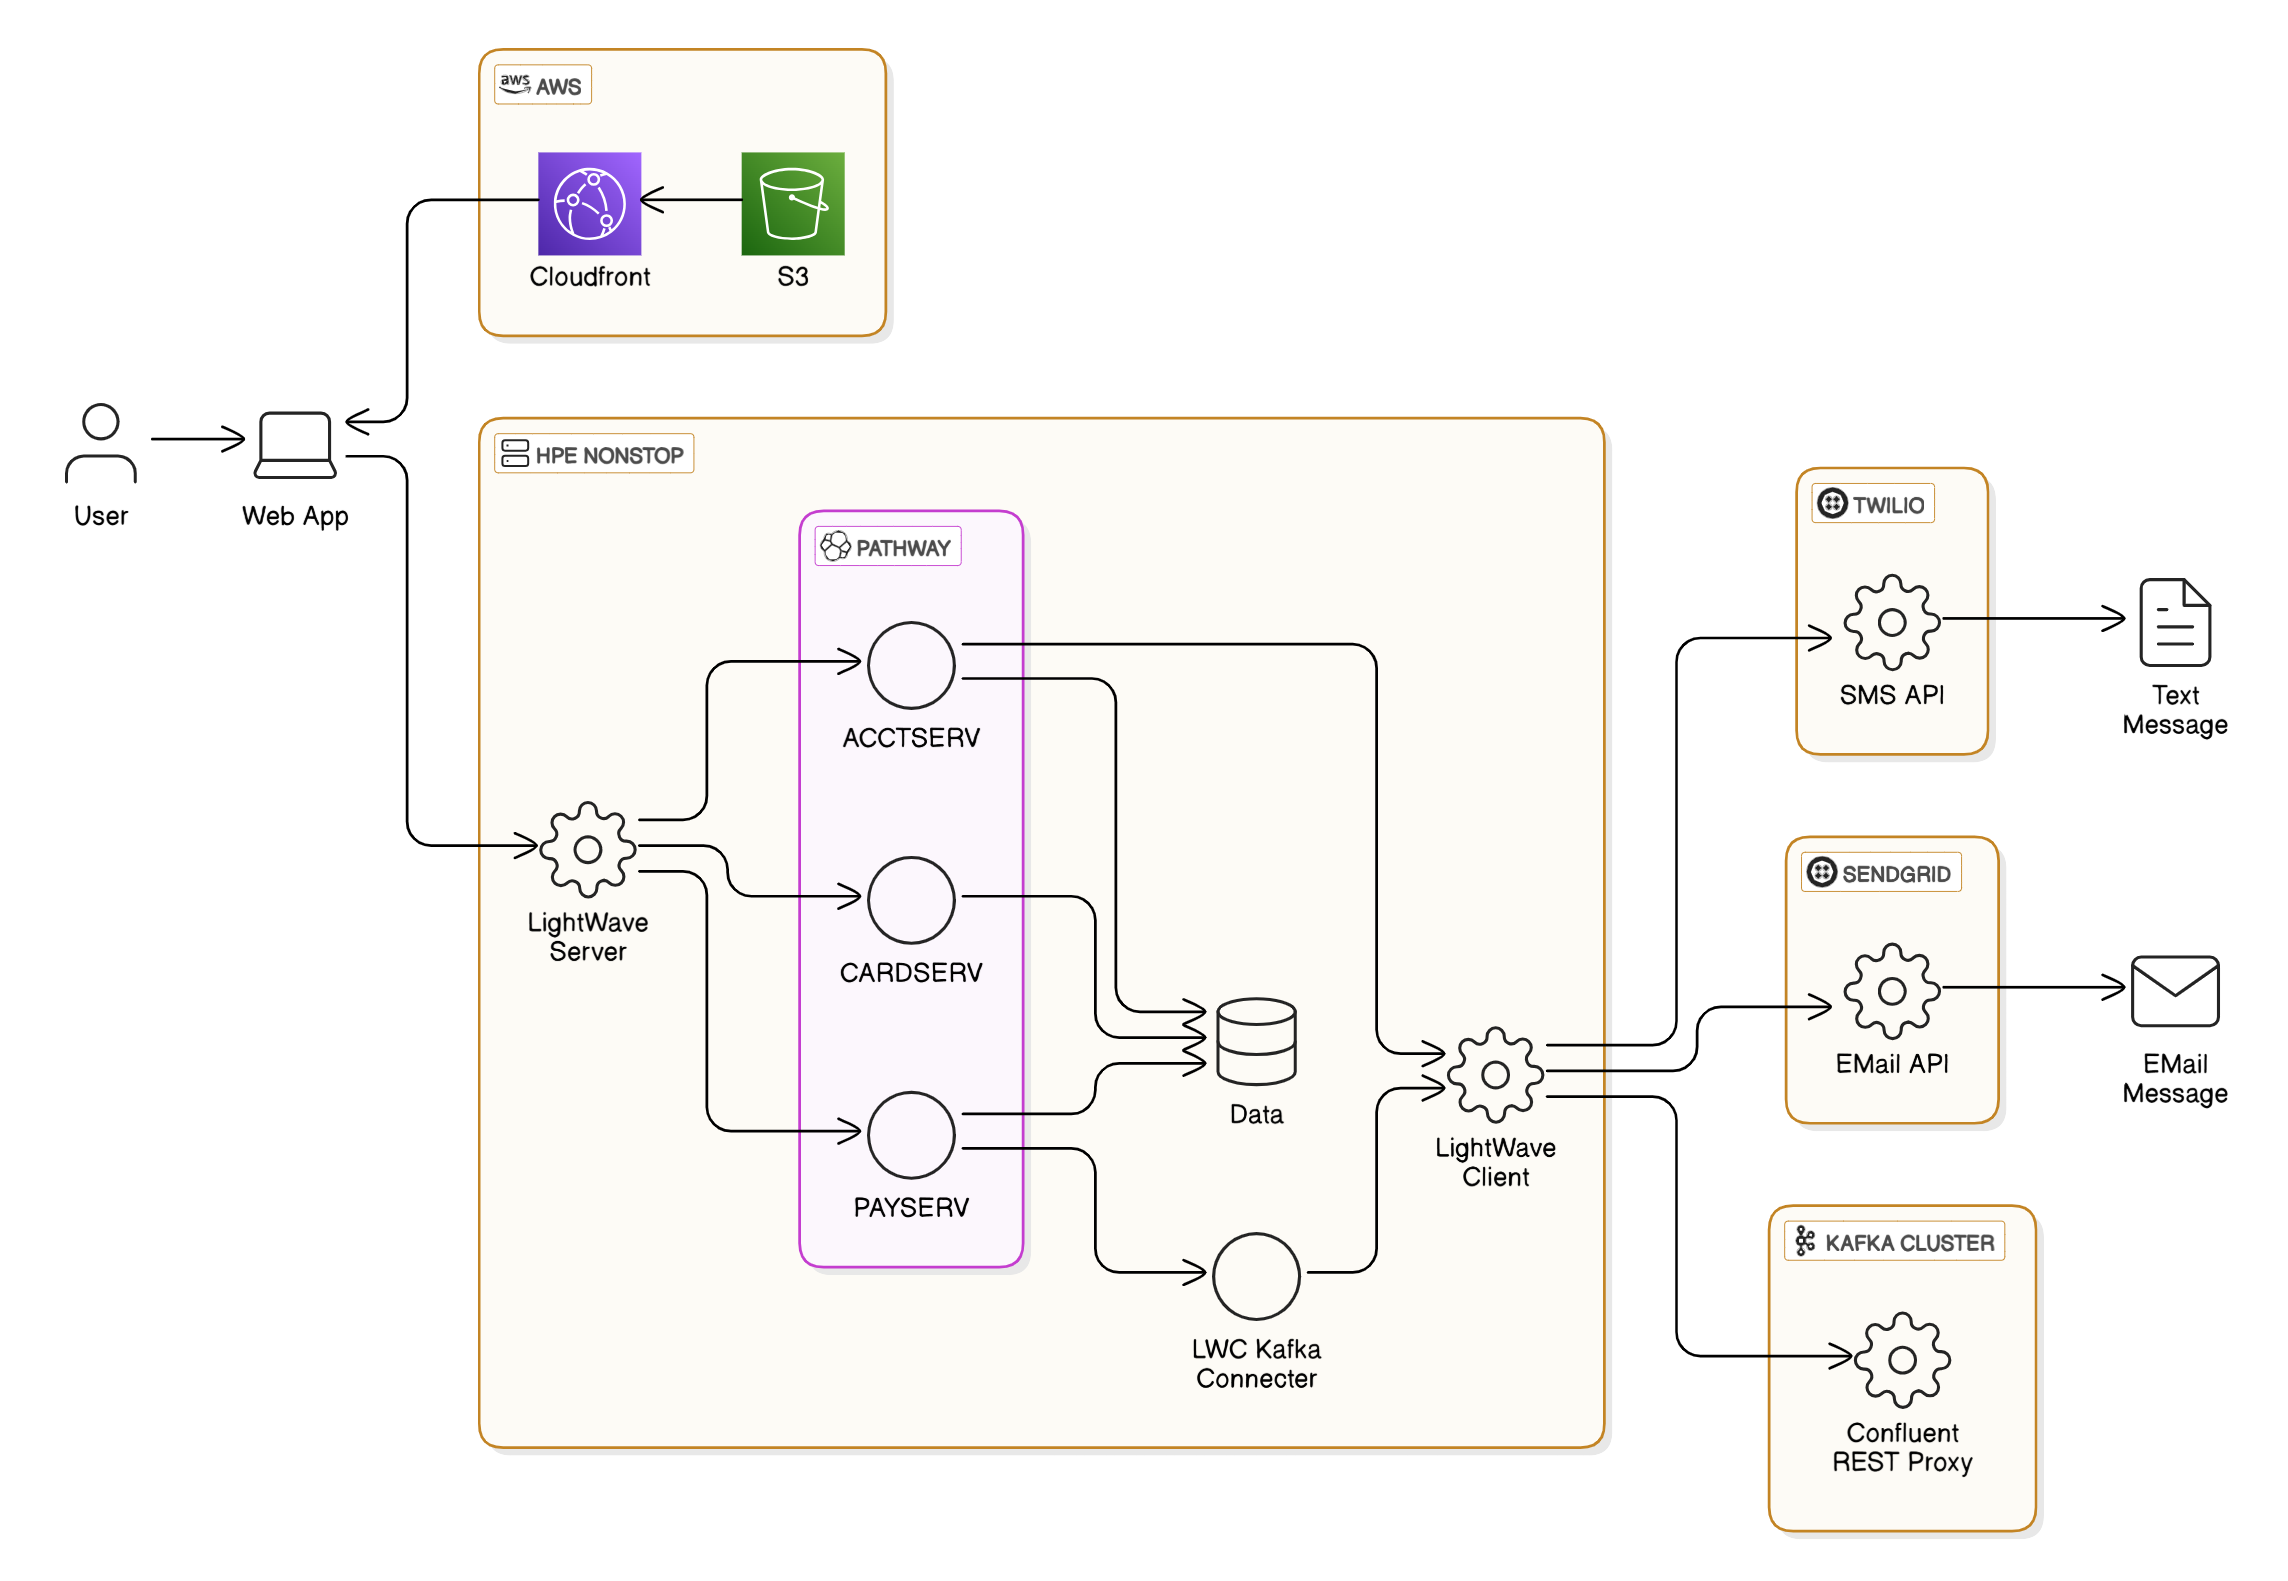 aws AWS
Cloudfront
S3
User
Web App
HPE NONSTOP
PATHWAY
ACCTSERV
CARDSERV
PAYSERV
LightWave
Server
Data
LWC Kafka
Connecter
LightWave
Client
TWILIO
SMS API
Text
Message
SENDGRID
EMail API
EMail
Message
KAFKA CLUSTER
Confluent
REST Proxy